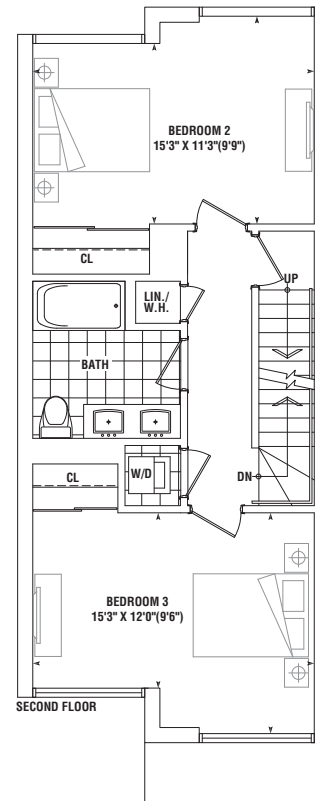 BEDROOM 2
15'3" X 11'3"(9'9")
CL
UP
LIN./
W.H.
BATH
W/D
CL
DN
BEDROOM 3
15'3" X 12'0"(9'6")
SECOND FLOOR